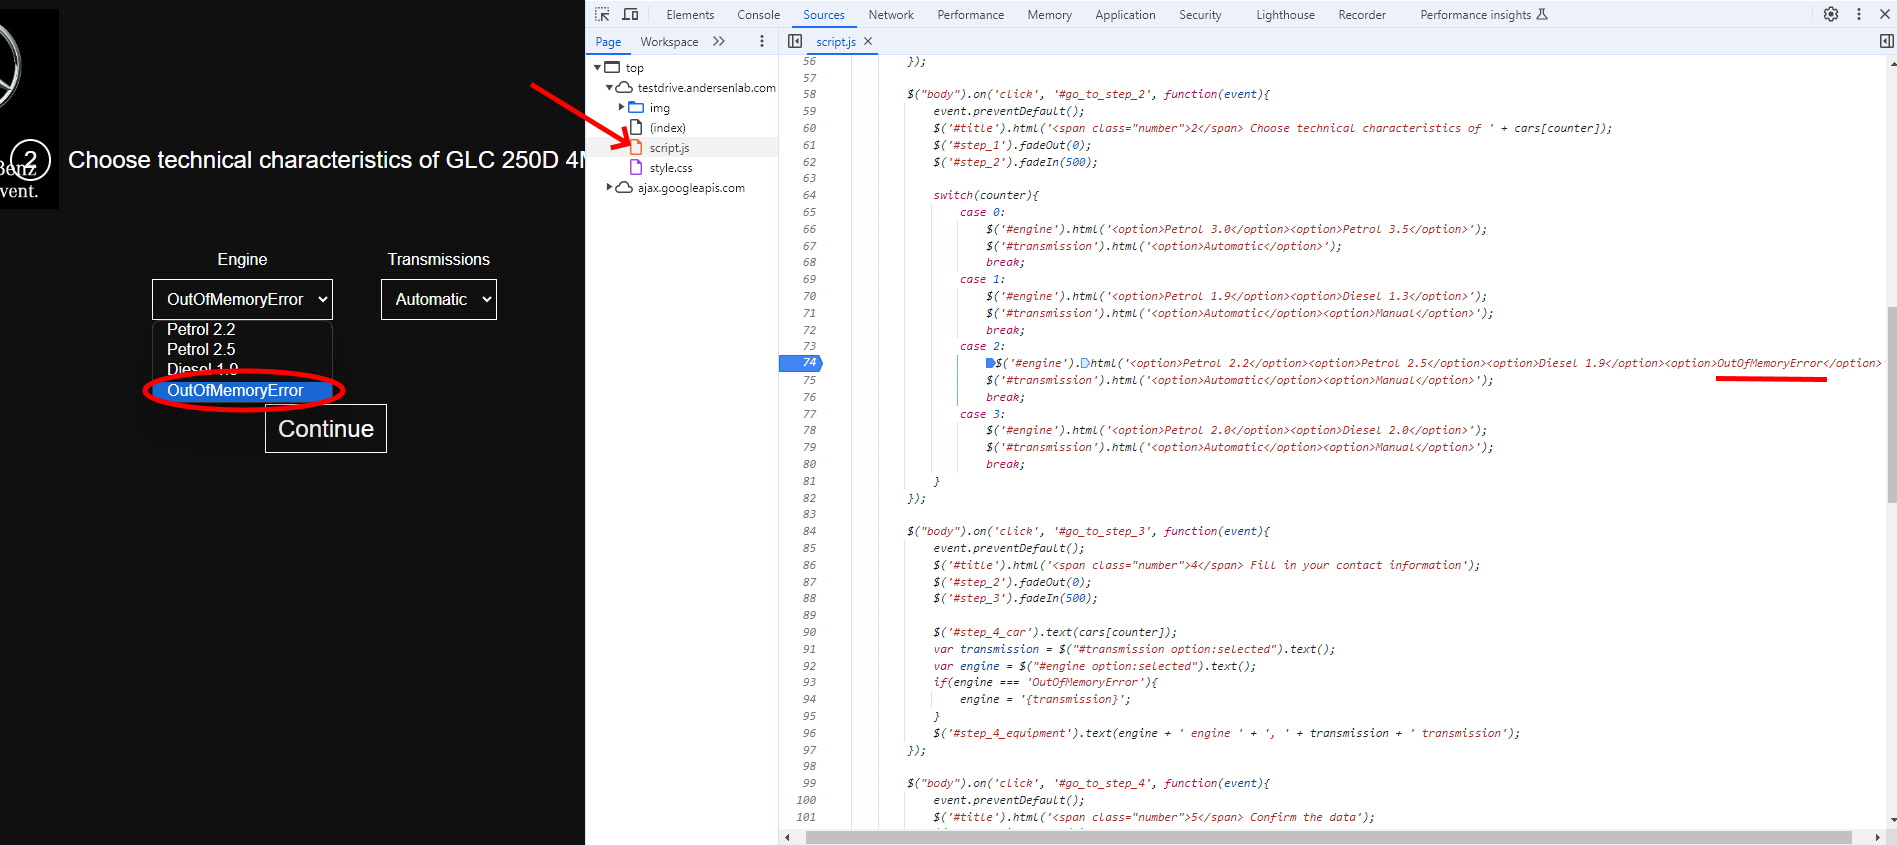 Elements Console Sources Network Performance Memory Application Security Lighthouse Recorder Performance insights
Page Workspace
script.js
top
testdrive.andersenlab.com
img
(index)
script.js
style.css
ajax.googleapis.com
Benz
vent.
2 Choose technical characteristics of GLC 250D 4M
Engine Transmissions
OutOfMemoryError Automatic
Petrol 2.2
Petrol 2.5
Diesel 1.9
OutOfMemoryError
Continue
56 });
57
58 $("body").on('click', '#go_to_step_2', function(event){
59 event.preventDefault();
60 $('#title').html('<span class="number">2</span> Choose technical characteristics of ' + cars[counter]);
61 $('#step_1').fadeOut(0);
62 $('#step_2').fadeIn(500);
63
64 switch(counter){
65 case 0:
66 $('#engine').html('<option>Petrol 3.0</option><option>Petrol 3.5</option>');
67 $('#transmission').html('<option>Automatic</option>');
68 break;
69 case 1:
70 $('#engine').html('<option>Petrol 1.9</option><option>Diesel 1.3</option>');
71 $('#transmission').html('<option>Automatic<option>Manual</option>');
72 break;
73 case 2:
74 $('#engine').html('<option>Petrol 2.2</option><option>Petrol 2.5</option><option>Diesel 1.9</option><option>OutOfMemoryError</option>
75 $('#transmission').html('<option>Automatic</option><option>Manual</option>');
76 break;
77 case 3:
78 $('#engine').html('<option>Petrol 2.0</option><option>Diesel 2.0</option>');
79 $('#transmission').html('<option>Automatic</option><option>Manual</option>');
80 break;
81 }
82 });
83
84 $("body").on('click', '#go_to_step_3', function(event){
85 event.preventDefault();
86 $('#title').html('<span class="number">4</span> Fill in your contact information');
87 $('#step_2').fadeOut(0);
88 $('#step_3').fadeIn(500);
89
90 $('#step_4_car').text(cars[counter]);
91 var transmission = $("#transmission option:selected").text();
92 var engine = $("#engine option:selected").text();
93 if(engine === 'OutOfMemoryError'){
94 engine = '{transmission}';
95 }
96 $('#step_4_equipment').text(engine + ' engine ' + ', ' + transmission + ' transmission');
97 });
98
99 $("body").on('click', '#go_to_step_4', function(event){
100 event.preventDefault();
101 $('#title').html('<span class="number">5</span> Confirm the data');